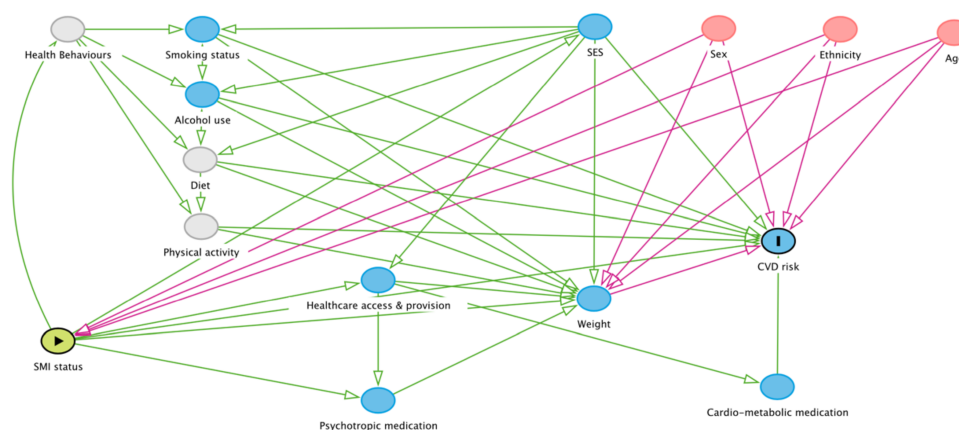 Health Behaviours
Smoking status
SES
Sex
Ethnicity
Ag
Alcohol use
Diet
Physical activity
CVD risk
Healthcare access & provision
Weight
SMI status
Cardio-metabolic medication
Psychotropic medication